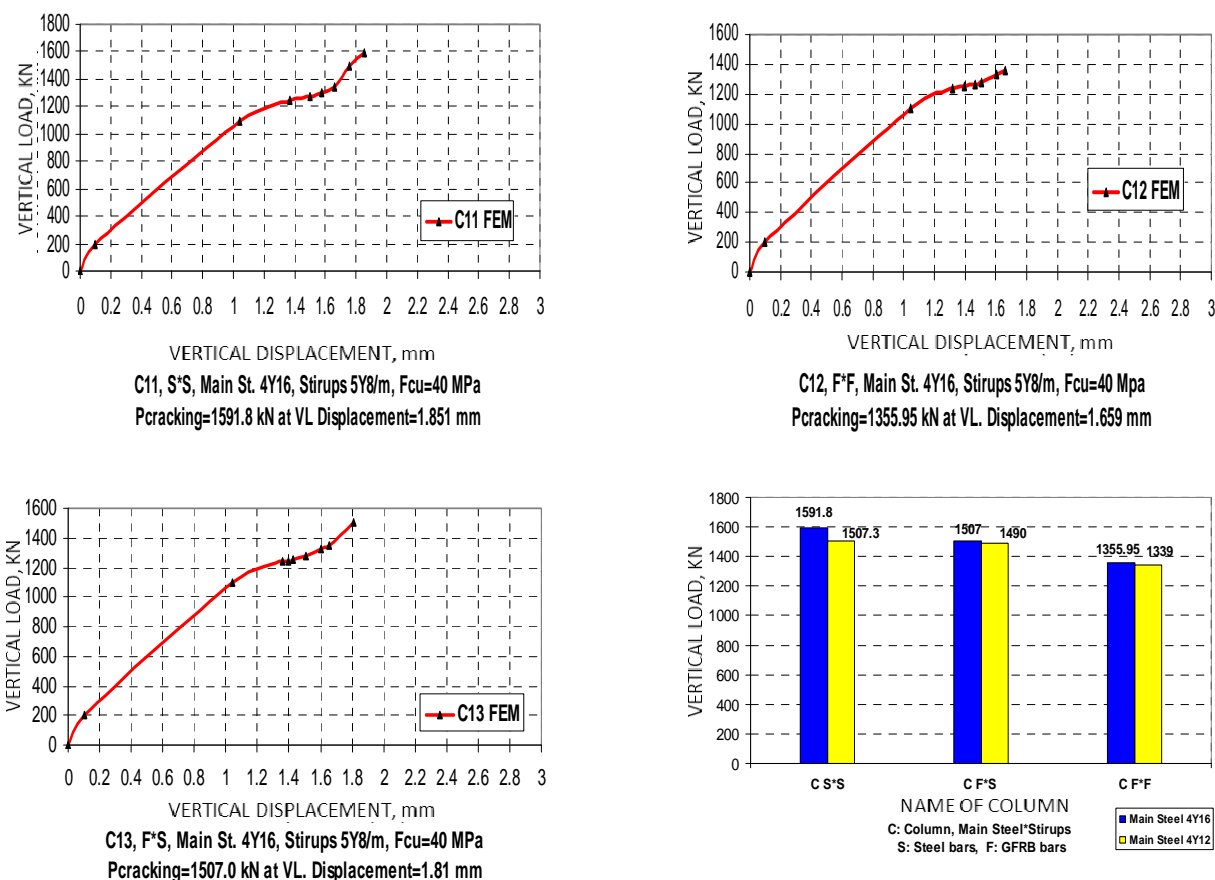 1800
1600
1400
1200
1000
800
600
400
200
0
VERTICAL LOAD, KN
C11 FEM
0 0.2 0.4 0.6 0.8 1 1.2 1.4 1.6 1.8 2 2.2 2.4 2.6 2.8 3
VERTICAL DISPLACEMENT, mm
C11, S*S, Main St. 4Y16, Stirups 5Y8/m, Fcu=40 MPa
Pcracking=1591.8 kN at VL Displacement=1.851 mm
1600
1400
1200
1000
800
600
400
200
0
VERTICAL LOAD, KN
C12 FEM
0 0.2 0.4 0.6 0.8 1 1.2 1.4 1.6 1.8 2 2.2 2.4 2.6 2.8 3
VERTICAL DISPLACEMENT, mm
C12, F*F, Main St. 4Y16, Stirups 5Y8/m, Fcu=40 Mpa
Pcracking=1355.95 kN at VL. Displacement=1.659 mm
1600
1400
1200
1000
800
600
400
200
0
VERTICAL LOAD, KN
C13 FEM
0 0.2 0.4 0.6 0.8 1 1.2 1.4 1.6 1.8 2 2.2 2.4 2.6 2.8 3
VERTICAL DISPLACEMENT, mm
C13, F*S, Main St. 4Y16, Stirups 5Y8/m, Fcu=40 MPa
Pcracking=1507.0 kN at VL. Displacement=1.81 mm
1800
1600
1400
1200
1000
800
600
400
200
0
VERTICAL LOAD, KN
1591.8
1507.3
1507
1490
1355.95
1339
C S*S C F*S C F*F
NAME OF COLUMN
C: Column, Main Steel*Stirups
S: Steel bars, F: GFRB bars
Main Steel 4Y16
Main Steel 4Y12